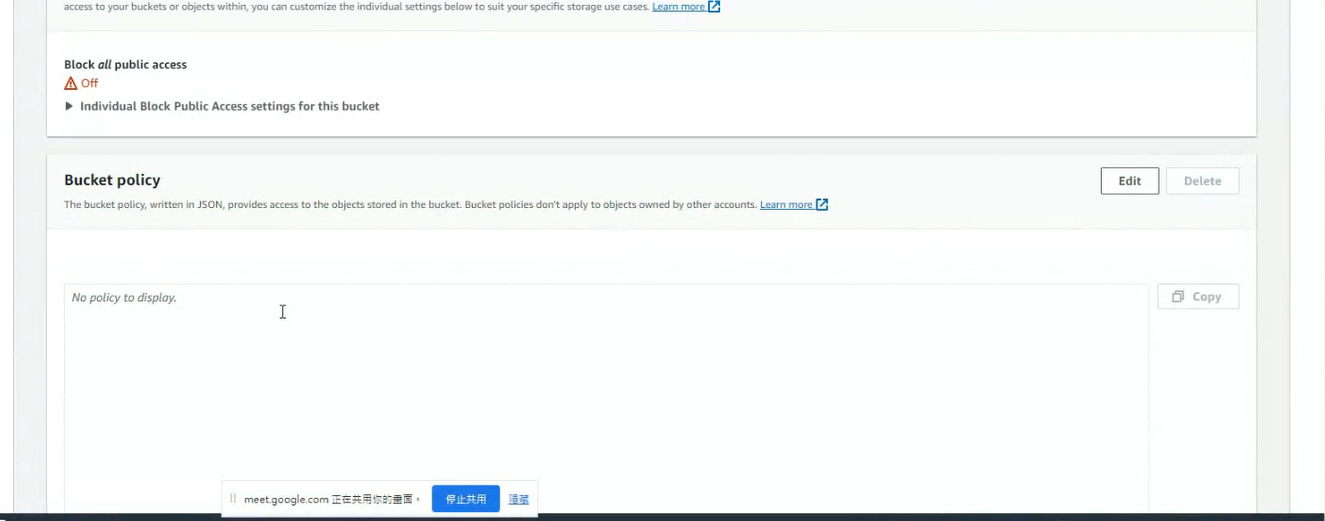 access to your buckets or objects within, you can customize the individual settings below to suit your specific storage use cases. Learn more
Block all public access
Off
Individual Block Public Access settings for this bucket
Bucket policy
Edit
Delete
The bucket policy, written in JSON, provides access to the objects stored in the bucket. Bucket policies don't apply to objects owned by other accounts. Learn more
No policy to display.
Copy
meet.google.com 正在共用你的畫面。
停止共用
隱藏